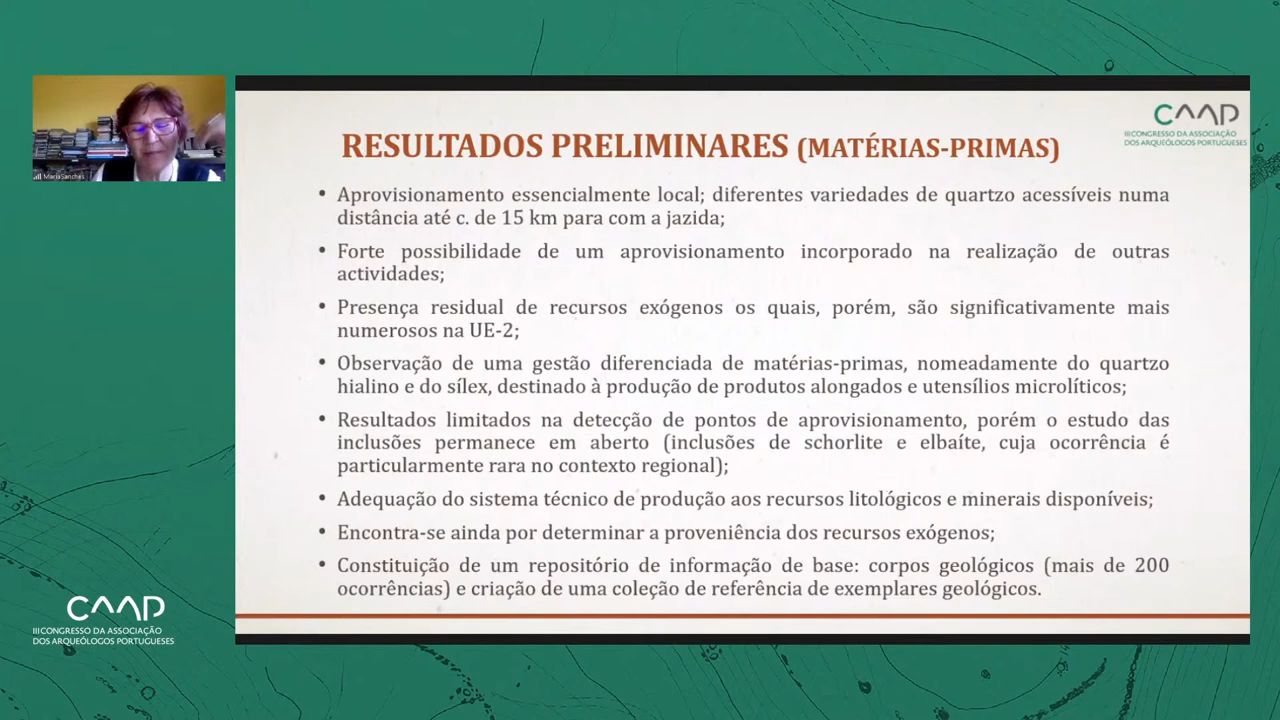 CAAP
III CONGRESSO DA ASSOCIAÇÃO
DOS ARQUEÓLOGOS PORTUGUESES
MariaSanches
RESULTADOS PRELIMINARES (MATÉRIAS-PRIMAS)
• Aprovisionamento essencialmente local; diferentes variedades de quartzo acessíveis numa
distância até c. de 15 km para com a jazida;
• Forte possibilidade de um aprovisionamento incorporado na realização de outras
actividades;
• Presença residual de recursos exógenos os quais, porém, são significativamente mais
numerosos na UE-2;
• Observação de uma gestão diferenciada de matérias-primas, nomeadamente do quartzo
hialino e do sílex, destinado à produção de produtos alongados e utensílios microlíticos;
• Resultados limitados na detecção de pontos de aprovisionamento, porém o estudo das
inclusões permanece em aberto (inclusões de schorlite e elbaíte, cuja ocorrência é
particularmente rara no contexto regional);
• Adequação do sistema técnico de produção aos recursos litológicos e minerais disponíveis;
• Encontra-se ainda por determinar a proveniência dos recursos exógenos;
• Constituição de um repositório de informação de base: corpos geológicos (mais de 200
ocorrências) e criação de uma coleção de referência de exemplares geológicos.
CAAP
III CONGRESSO DA ASSOCIAÇÃO
DOS ARQUEÓLOGOS PORTUGUESES